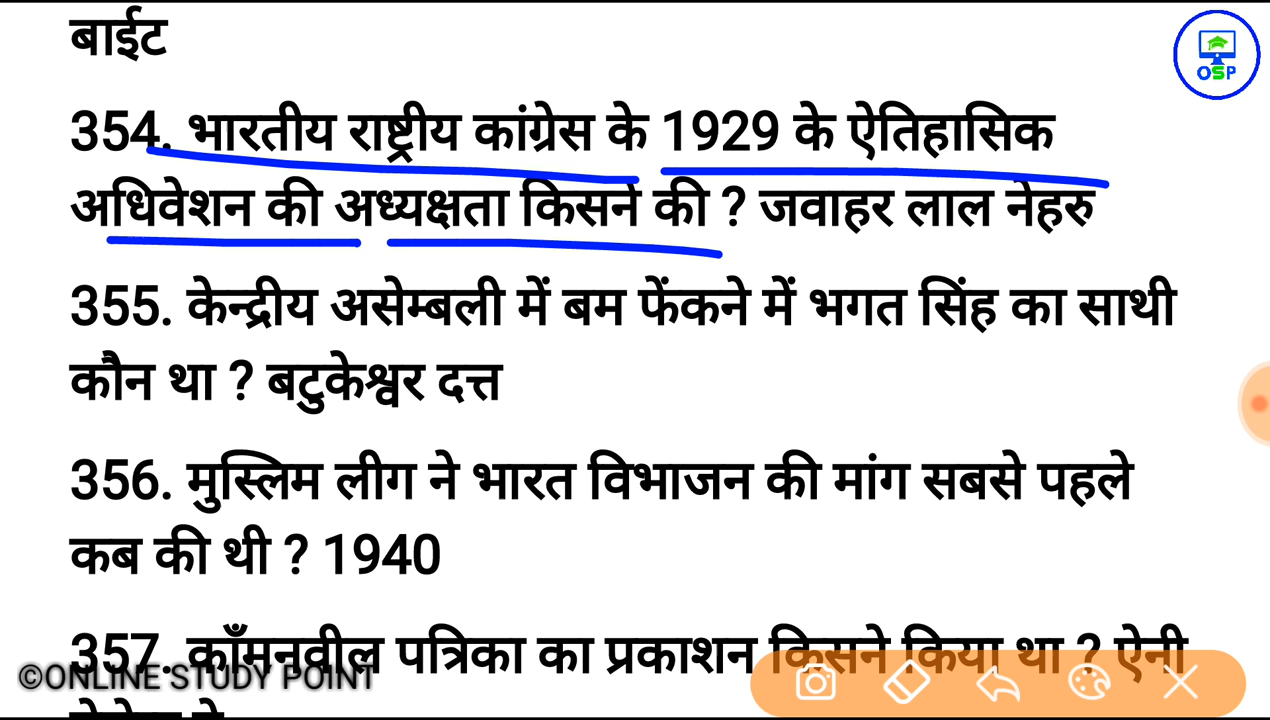 बाईट
OSP
354. भारतीय राष्ट्रीय कांग्रेस के 1929 के ऐतिहासिक
अधिवेशन की अध्यक्षता किसने की ? जवाहर लाल नेहरु
355. केन्द्रीय असेम्बली में बम फेंकने में भगत सिंह का साथी
कौन था ? बटुकेश्वर दत्त
356. मुस्लिम लीग ने भारत विभाजन की मांग सबसे पहले
कब की थी ? 1940
357. कॉंमनवील पत्रिका का प्रकाशन किसने किया था ? ऐनी
©ONLINE STUDY POINT